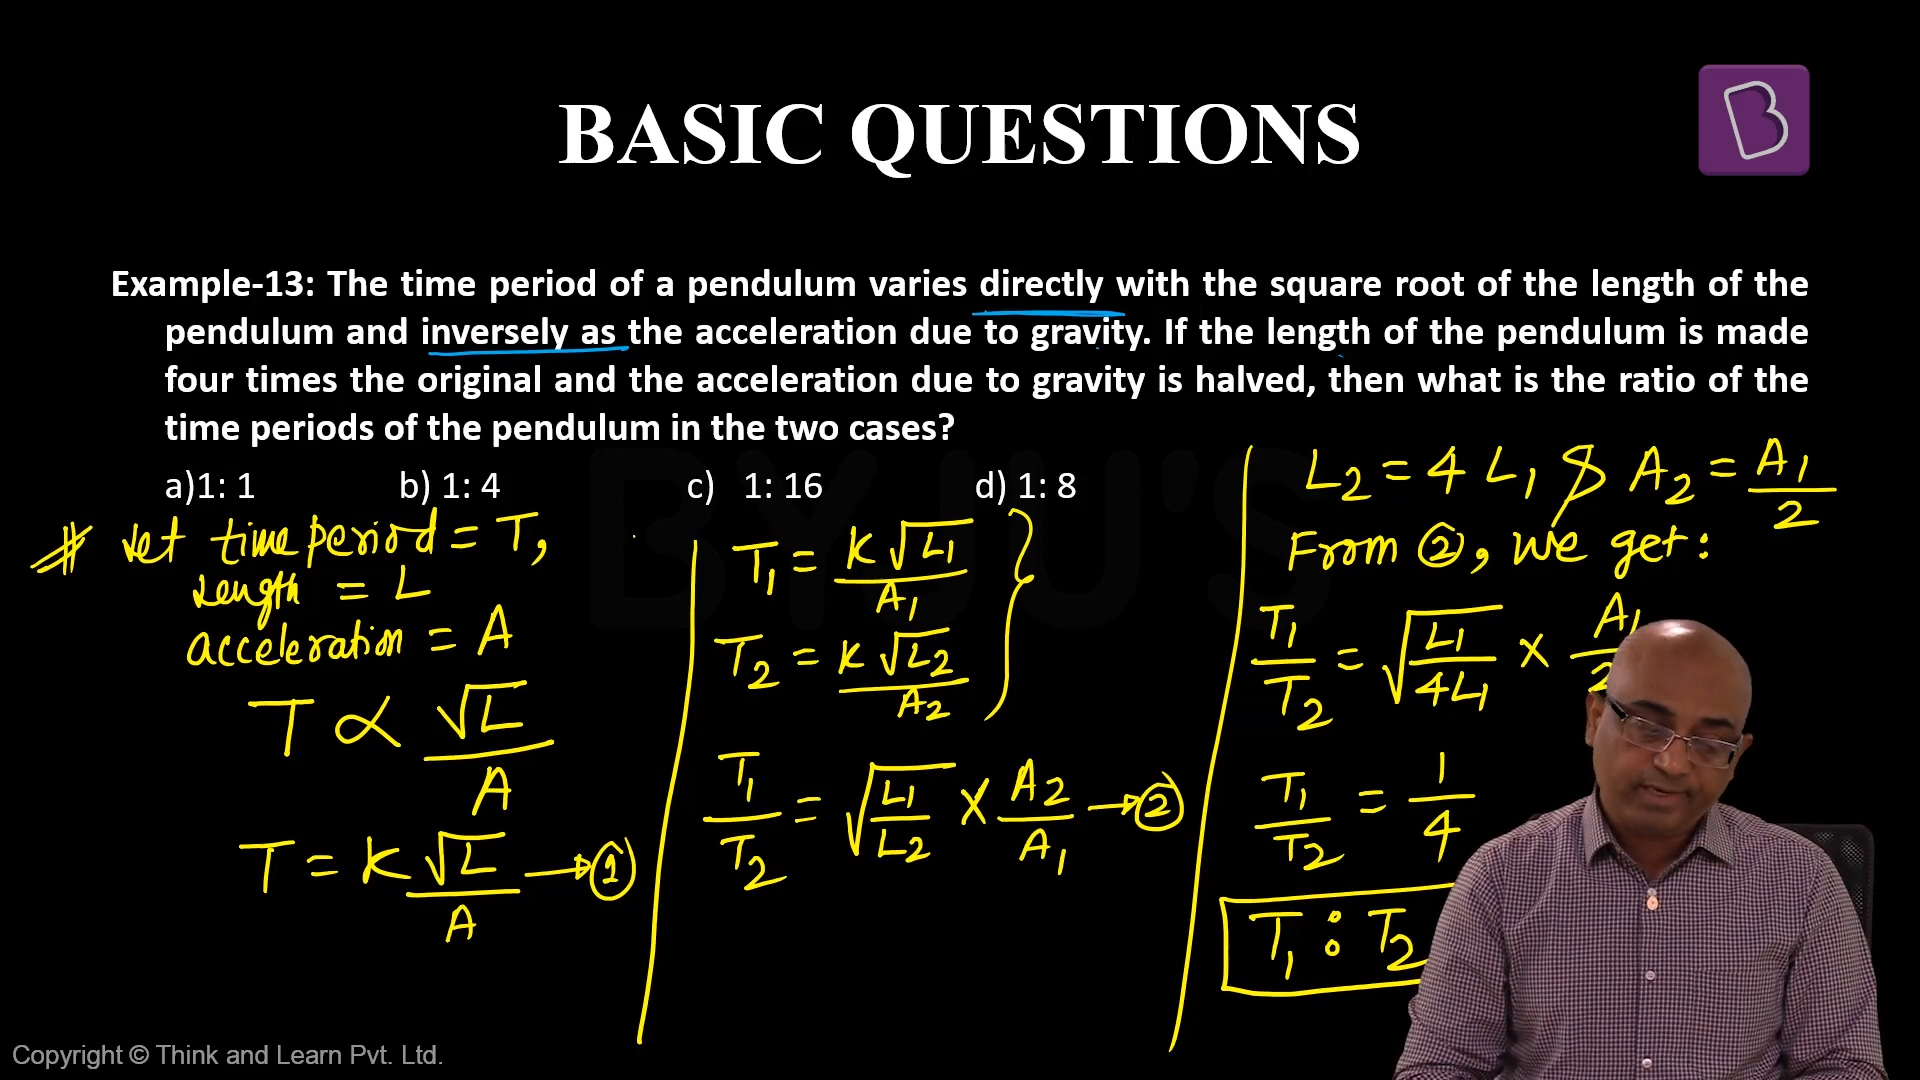 BASIC QUESTIONS
B
Example-13: The time period of a pendulum varies directly with the square root of the length of the
pendulum and inversely as the acceleration due to gravity. If the length of the pendulum is made
four times the original and the acceleration due to gravity is halved, then what is the ratio of the
time periods of the pendulum in the two cases?
a)1: 1 b) 1: 4 c) 1: 16 d) 1: 8
BYJU'S
# Let time period = T,
Length = L
acceleration = A
T ∝ √L / A
T = K √L / A → ①
T₁ = K √L₁ / A₁
T₂ = K √L₂ / A₂
T₁ / T₂ = √(L₁ / L₂) × A₂ / A₁ → ②
L₂ = 4 L₁ & A₂ = A₁ / 2
From ②, we get:
T₁ / T₂ = √(L₁ / 4L₁) × A₁ / 2
T₁ / T₂ = 1 / 4
T₁ : T₂
Copyright © Think and Learn Pvt. Ltd.